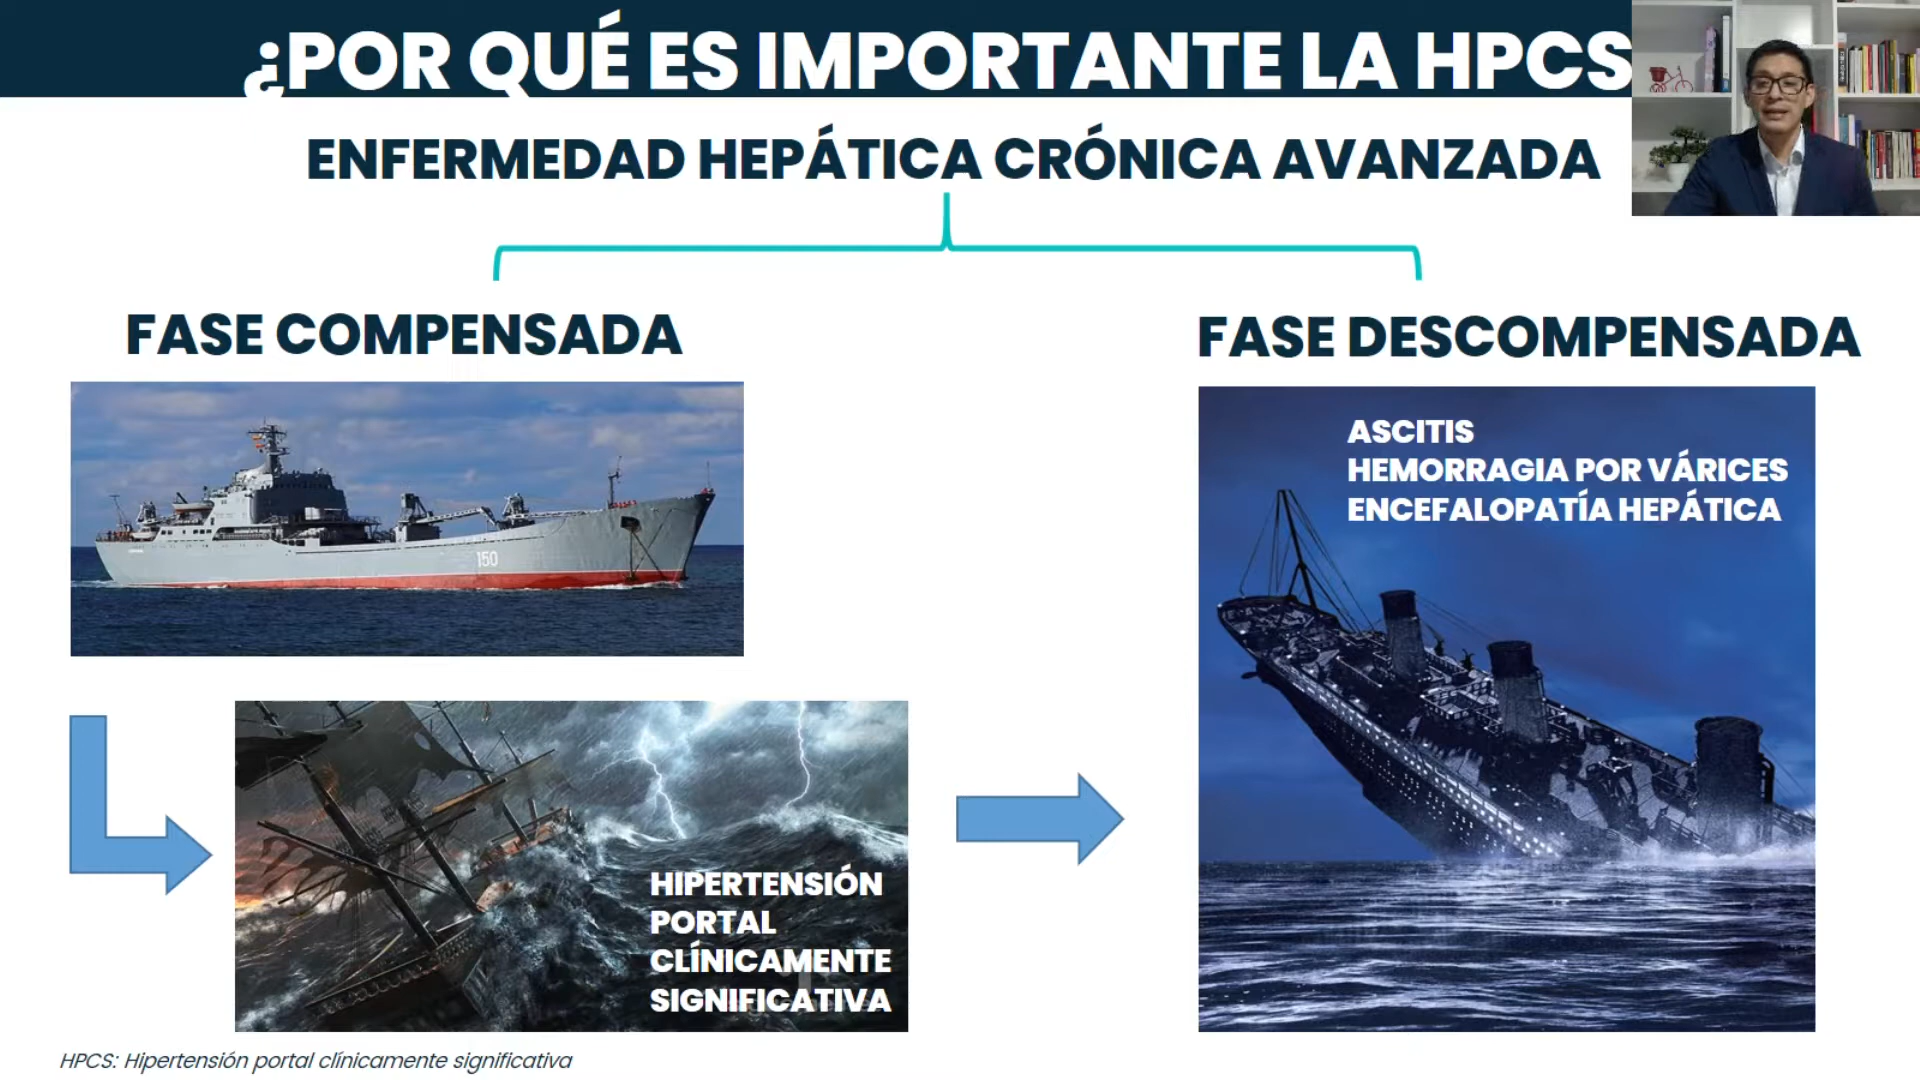 ¿POR QUÉ ES IMPORTANTE LA HPCS
ENFERMEDAD HEPÁTICA CRÓNICA AVANZADA
FASE COMPENSADA
FASE DESCOMPENSADA
150
ASCITIS
HEMORRAGIA POR VÁRICES
ENCEFALOPATÍA HEPÁTICA
HIPERTENSIÓN
PORTAL
CLÍNICAMENTE
SIGNIFICATIVA
HPCS: Hipertensión portal clínicamente significativa